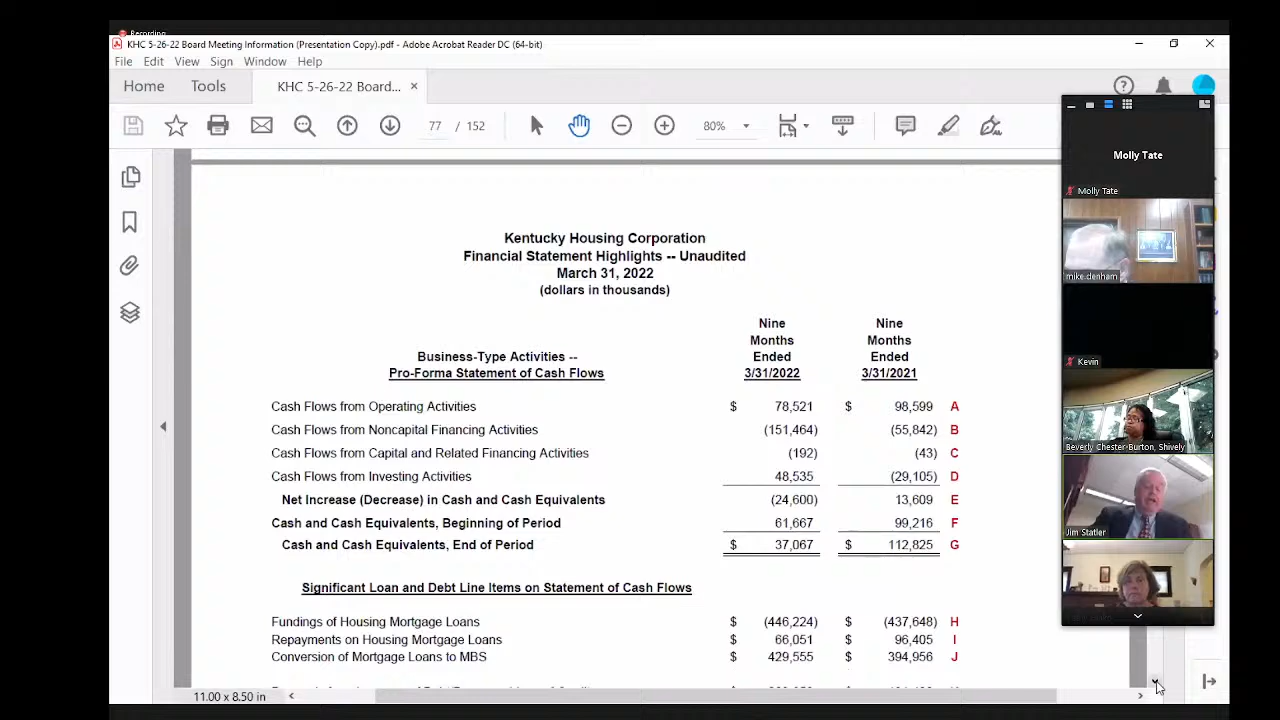 Recording
KHC 5-26-22 Board Meeting Information (Presentation Copy).pdf - Adobe Acrobat Reader DC (64-bit)
File Edit View Sign Window Help
Home Tools KHC 5-26-22 Board... ×
77 / 152 80%
Kentucky Housing Corporation
Financial Statement Highlights -- Unaudited
March 31, 2022
(dollars in thousands)
Nine Nine
Months Months
Business-Type Activities -- Ended Ended
Pro-Forma Statement of Cash Flows 3/31/2022 3/31/2021
Cash Flows from Operating Activities $ 78,521 $ 98,599 A
Cash Flows from Noncapital Financing Activities (151,464) (55,842) B
Cash Flows from Capital and Related Financing Activities (192) (43) C
Cash Flows from Investing Activities 48,535 (29,105) D
Net Increase (Decrease) in Cash and Cash Equivalents (24,600) 13,609 E
Cash and Cash Equivalents, Beginning of Period 61,667 99,216 F
Cash and Cash Equivalents, End of Period $ 37,067 $ 112,825 G
Significant Loan and Debt Line Items on Statement of Cash Flows
Fundings of Housing Mortgage Loans $ (446,224) $ (437,648) H
Repayments on Housing Mortgage Loans $ 66,051 $ 96,405 I
Conversion of Mortgage Loans to MBS $ 429,555 $ 394,956 J
11.00 x 8.50 in
Molly Tate
Molly Tate
mike.denham
Kevin
Beverly Chester-Burton, Shively
Jim Statler